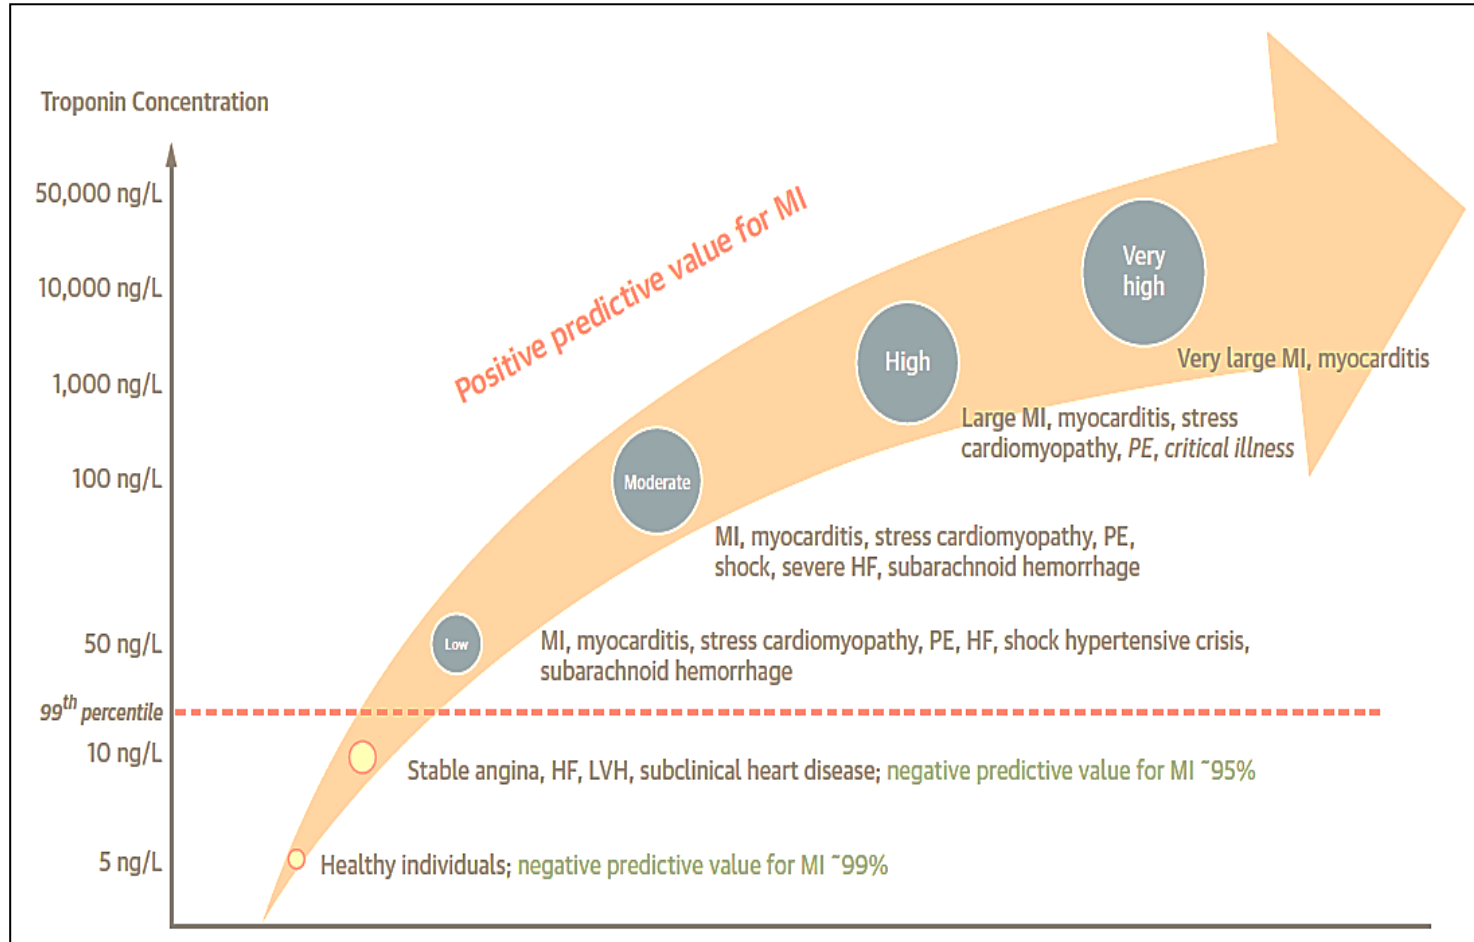 Troponin Concentration
50,000 ng/L
10,000 ng/L
1,000 ng/L
100 ng/L
50 ng/L
99th percentile
10 ng/L
5 ng/L
Positive predictive value for MI
Very
high
Very large MI, myocarditis
High
Large MI, myocarditis, stress
cardiomyopathy, PE, critical illness
Moderate
MI, myocarditis, stress cardiomyopathy, PE,
shock, severe HF, subarachnoid hemorrhage
Low
MI, myocarditis, stress cardiomyopathy, PE, HF, shock hypertensive crisis,
subarachnoid hemorrhage
Stable angina, HF, LVH, subclinical heart disease; negative predictive value for MI ~95%
Healthy individuals; negative predictive value for MI ~99%